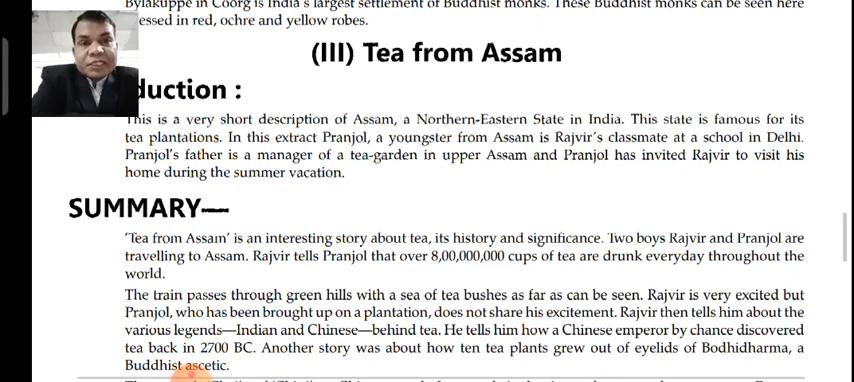 Bylakuppe in Coorg is India's largest settlement of Buddhist monks. These Buddhist monks can be seen here
essed in red, ochre and yellow robes.
(III) Tea from Assam
duction :
This is a very short description of Assam, a Northern-Eastern State in India. This state is famous for its
tea plantations. In this extract Pranjol, a youngster from Assam is Rajvir's classmate at a school in Delhi.
Pranjol's father is a manager of a tea-garden in upper Assam and Pranjol has invited Rajvir to visit his
home during the summer vacation.
SUMMARY—
'Tea from Assam' is an interesting story about tea, its history and significance. Two boys Rajvir and Pranjol are
travelling to Assam. Rajvir tells Pranjol that over 8,00,000,000 cups of tea are drunk everyday throughout the
world.
The train passes through green hills with a sea of tea bushes as far as can be seen. Rajvir is very excited but
Pranjol, who has been brought up on a plantation, does not share his excitement. Rajvir then tells him about the
various legends—Indian and Chinese—behind tea. He tells him how a Chinese emperor by chance discovered
tea back in 2700 BC. Another story was about how ten tea plants grew out of eyelids of Bodhidharma, a
Buddhist ascetic.